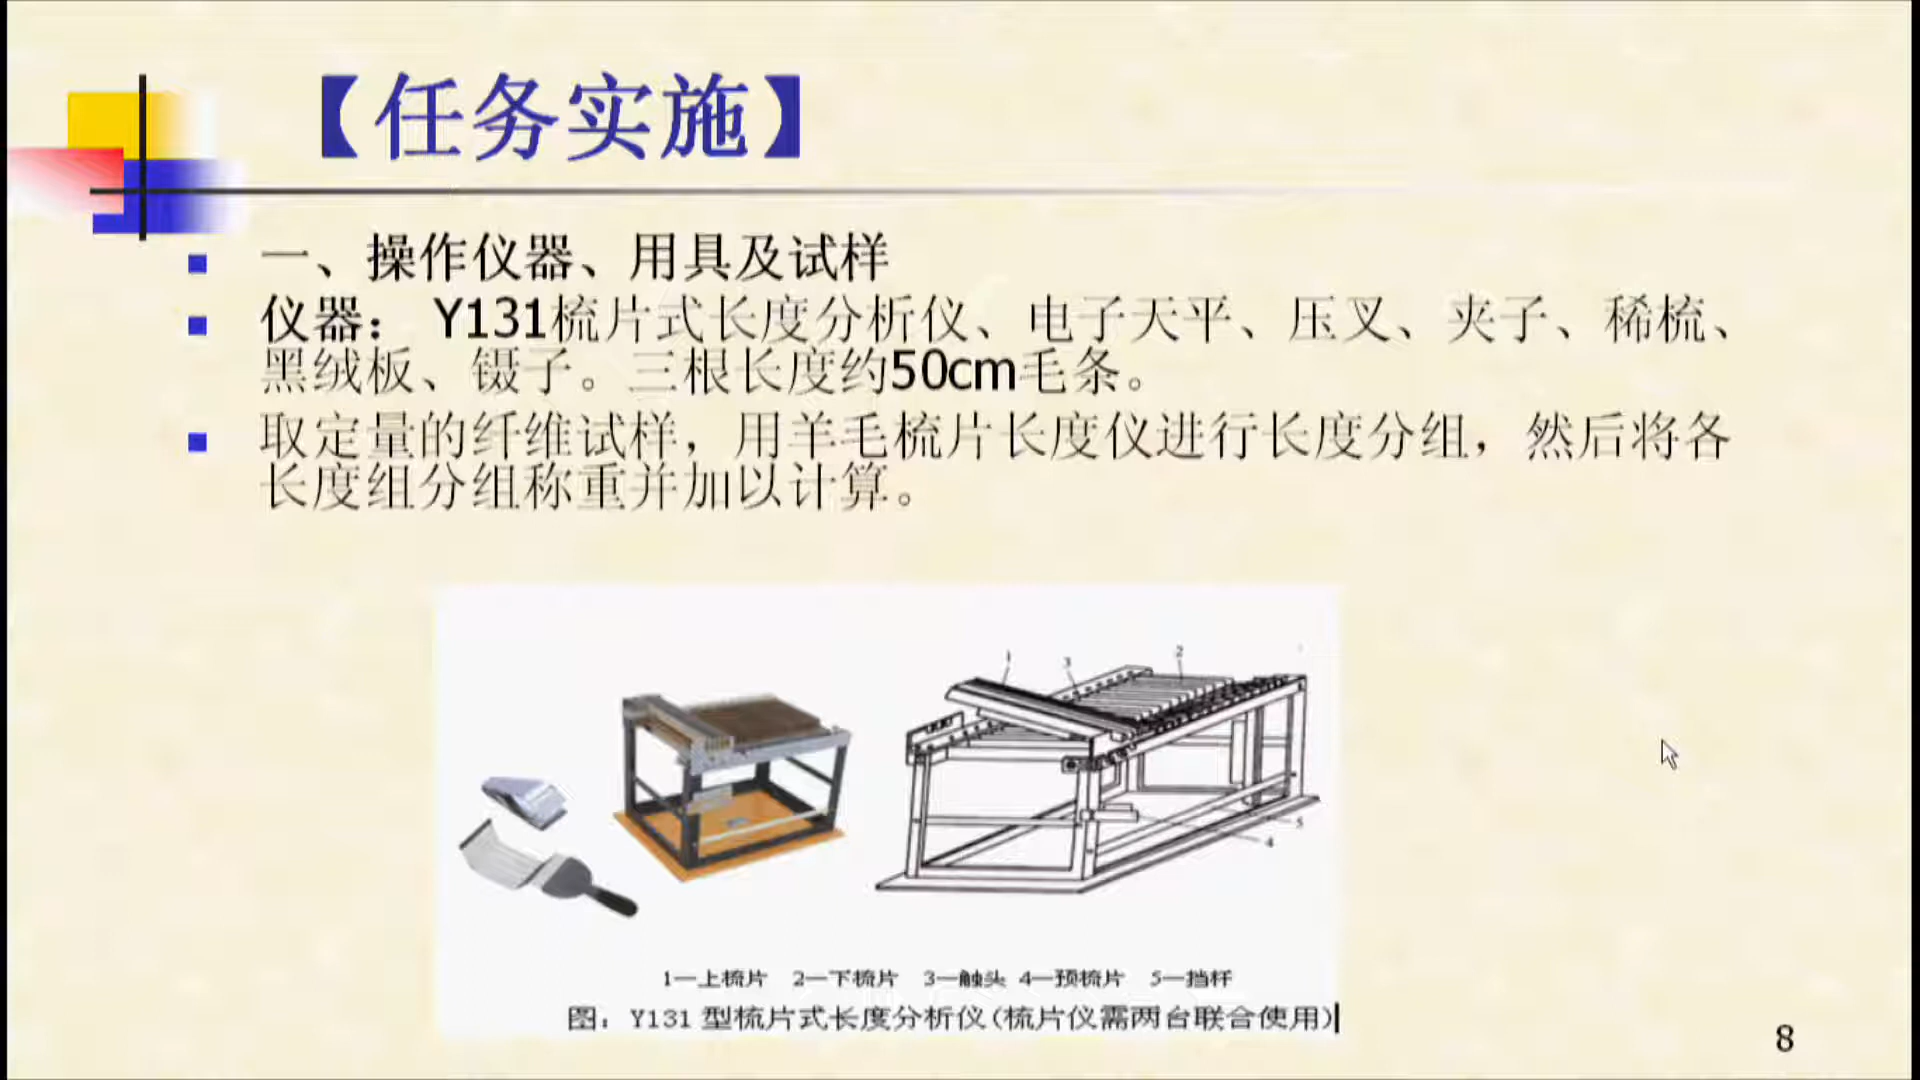 【任务实施】
一、操作仪器、用具及试样
仪器： Y131梳片式长度分析仪、电子天平、压叉、夹子、稀梳、
黑绒板、镊子。三根长度约50cm毛条。
取定量的纤维试样，用羊毛梳片长度仪进行长度分组，然后将各
长度组分组称重并加以计算。
1 3 2
5
4
1—上梳片 2—下梳片 3—触头 4—预梳片 5—挡杆
图：Y131 型梳片式长度分析仪(梳片仪需两台联合使用)
8